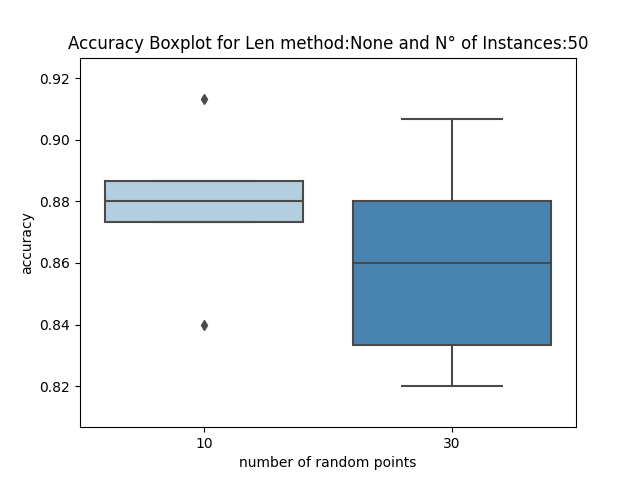 Accuracy Boxplot for Len method:None and N° of Instances:50
0.92
0.90
0.88
0.86
0.84
0.82
accuracy
10
30
number of random points